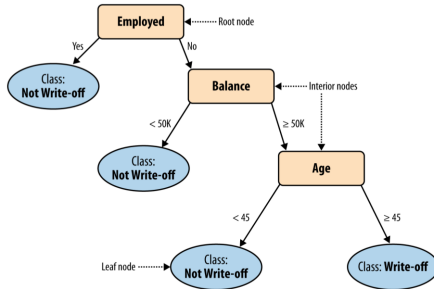 Employed
Root node
Yes
No
Class:
Not Write-off
Balance
Interior nodes
< 50K
≥ 50K
Class:
Not Write-off
Age
< 45
≥ 45
Leaf node
Class:
Not Write-off
Class: Write-off